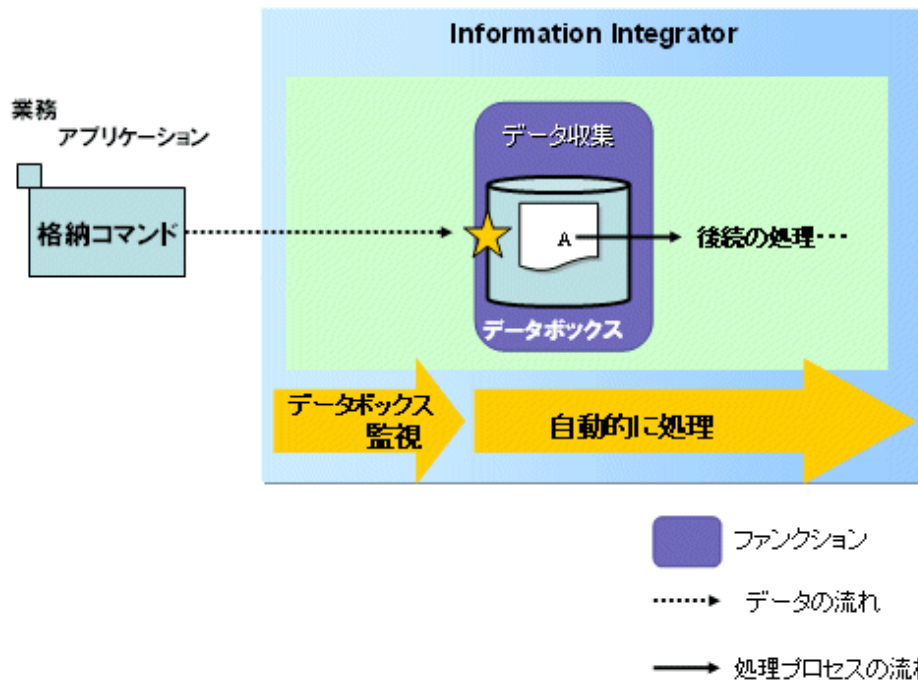 Information Integrator
業務
アプリケーション
格納コマンド
データ収集
A
後続の処理・・・
データボックス
データボックス
監視
自動的に処理
ファンクション
データの流れ
処理プロセスの流れ